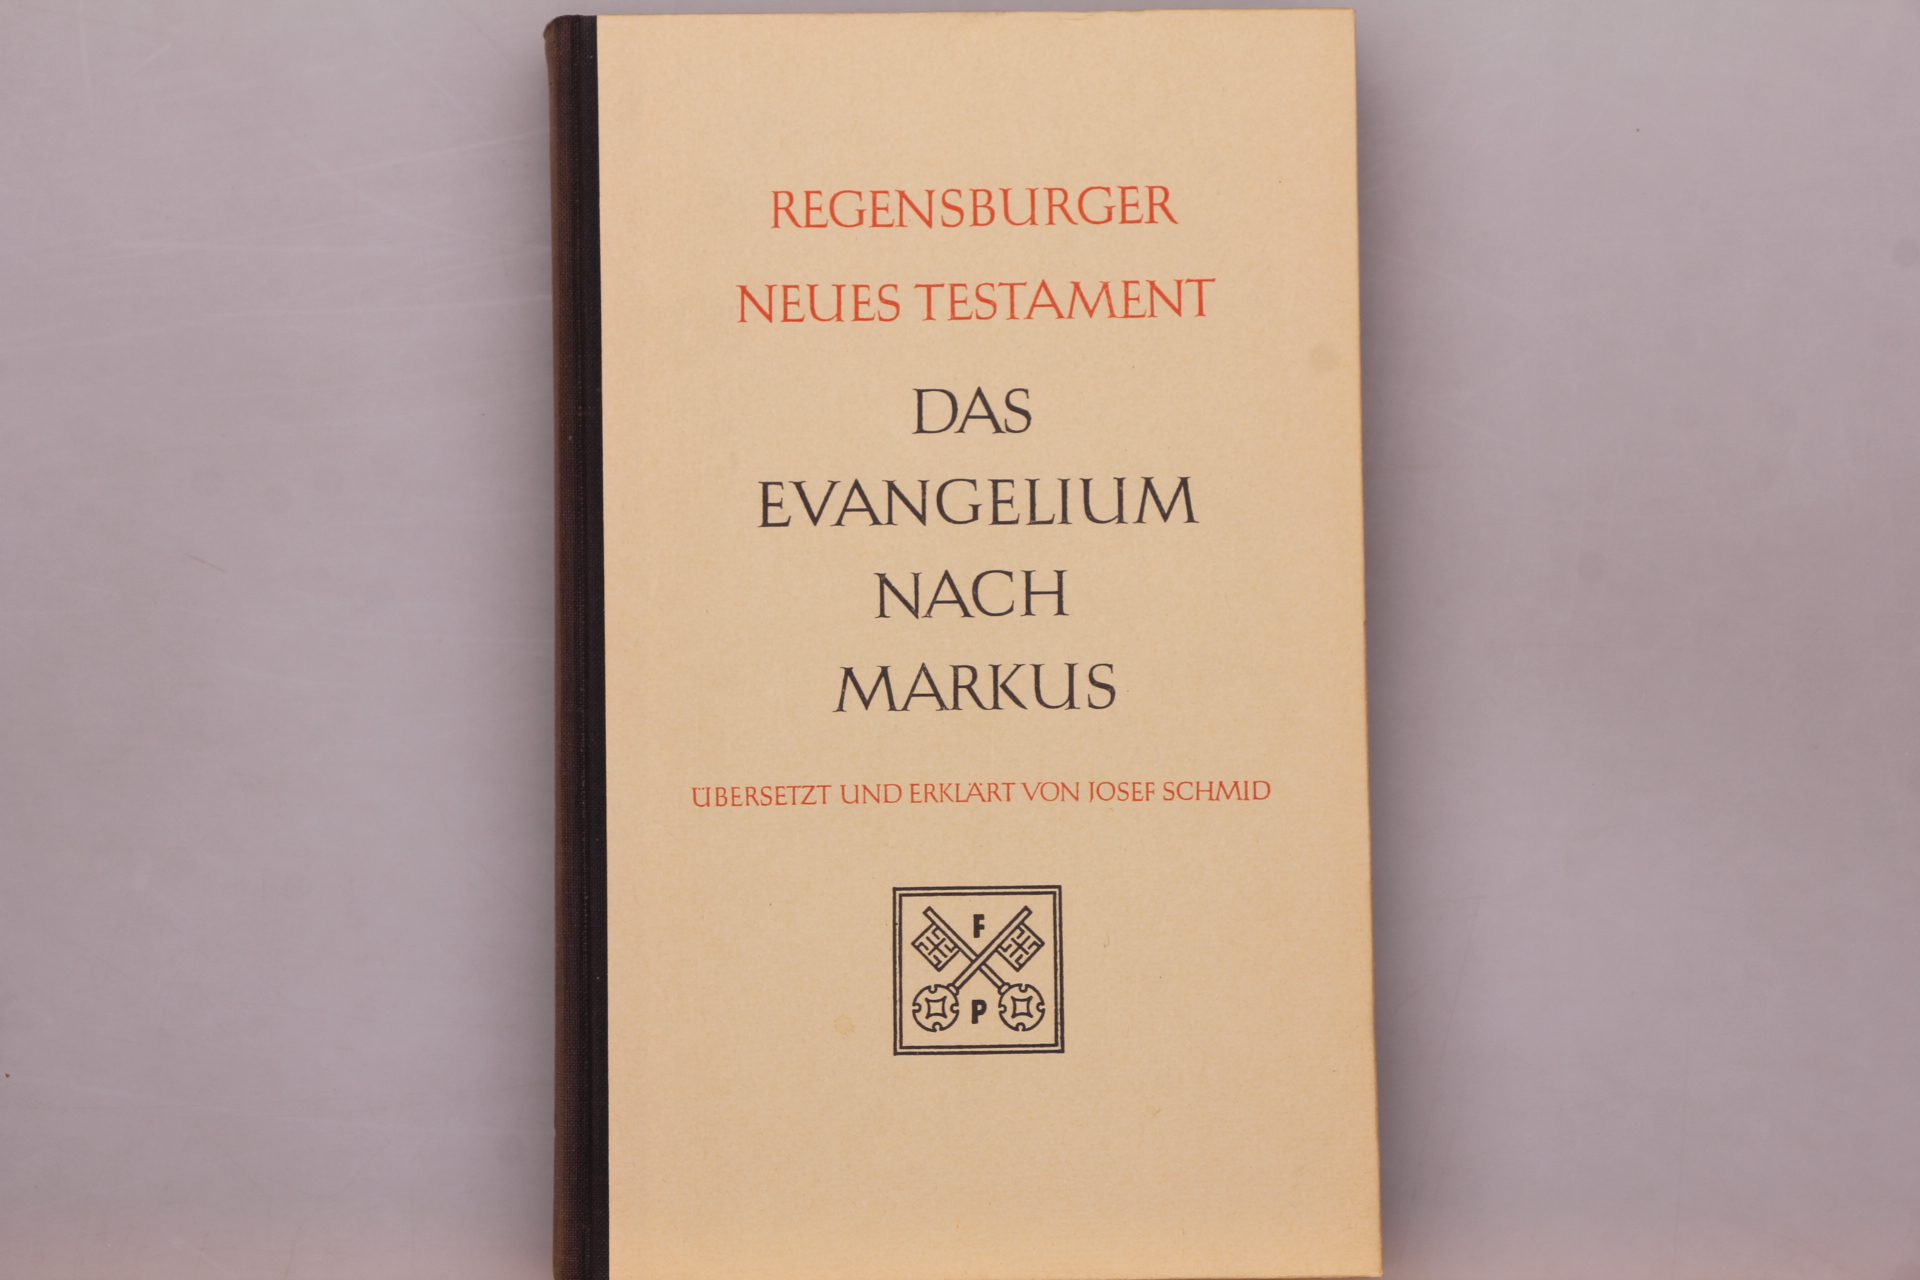 REGENSBURGER
NEUES TESTAMENT
DAS
EVANGELIUM
NACH
MARKUS
ÜBERSETZT UND ERKLÄRT VON JOSEF SCHMID
F
P